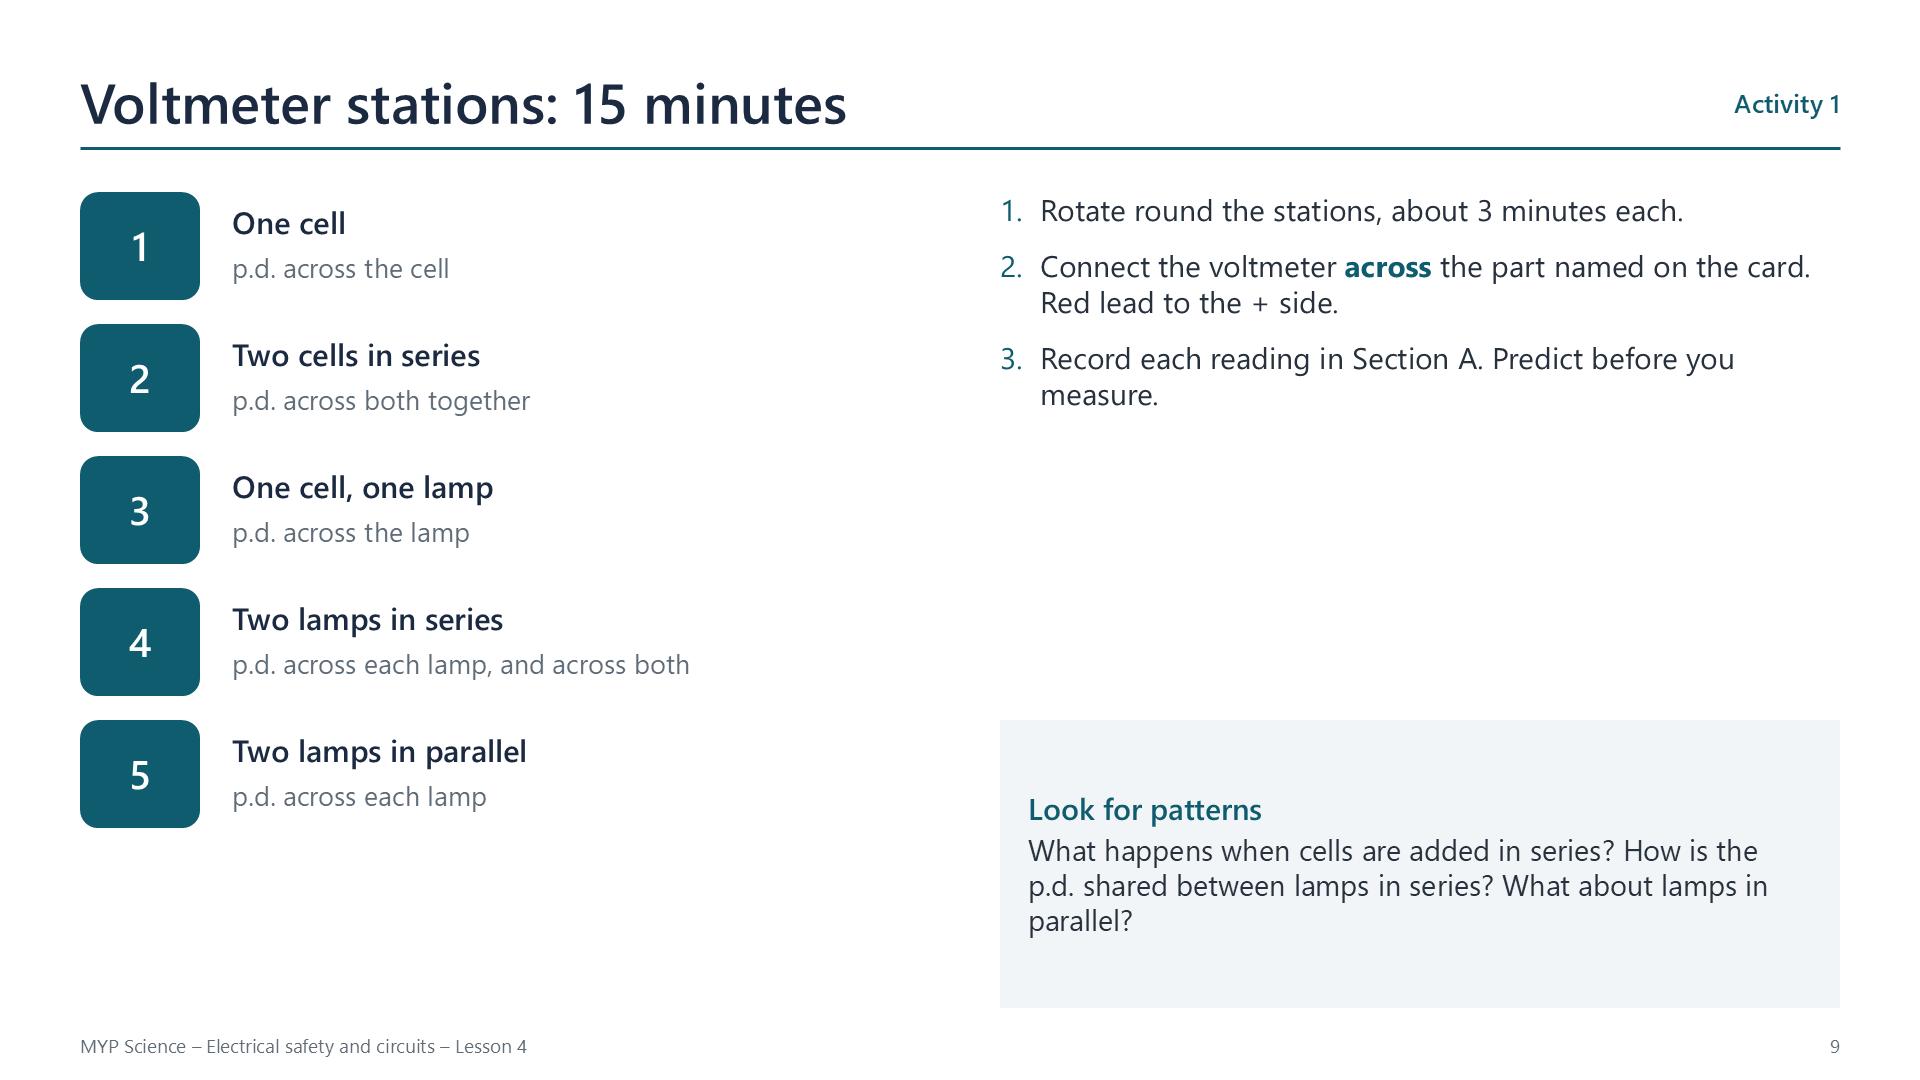 Voltmeter stations: 15 minutes
Activity 1
1
One cell
p.d. across the cell
2
Two cells in series
p.d. across both together
3
One cell, one lamp
p.d. across the lamp
4
Two lamps in series
p.d. across each lamp, and across both
5
Two lamps in parallel
p.d. across each lamp
1. Rotate round the stations, about 3 minutes each.
2. Connect the voltmeter across the part named on the card.
Red lead to the + side.
3. Record each reading in Section A. Predict before you
measure.
Look for patterns
What happens when cells are added in series? How is the
p.d. shared between lamps in series? What about lamps in
parallel?
MYP Science – Electrical safety and circuits – Lesson 4
9